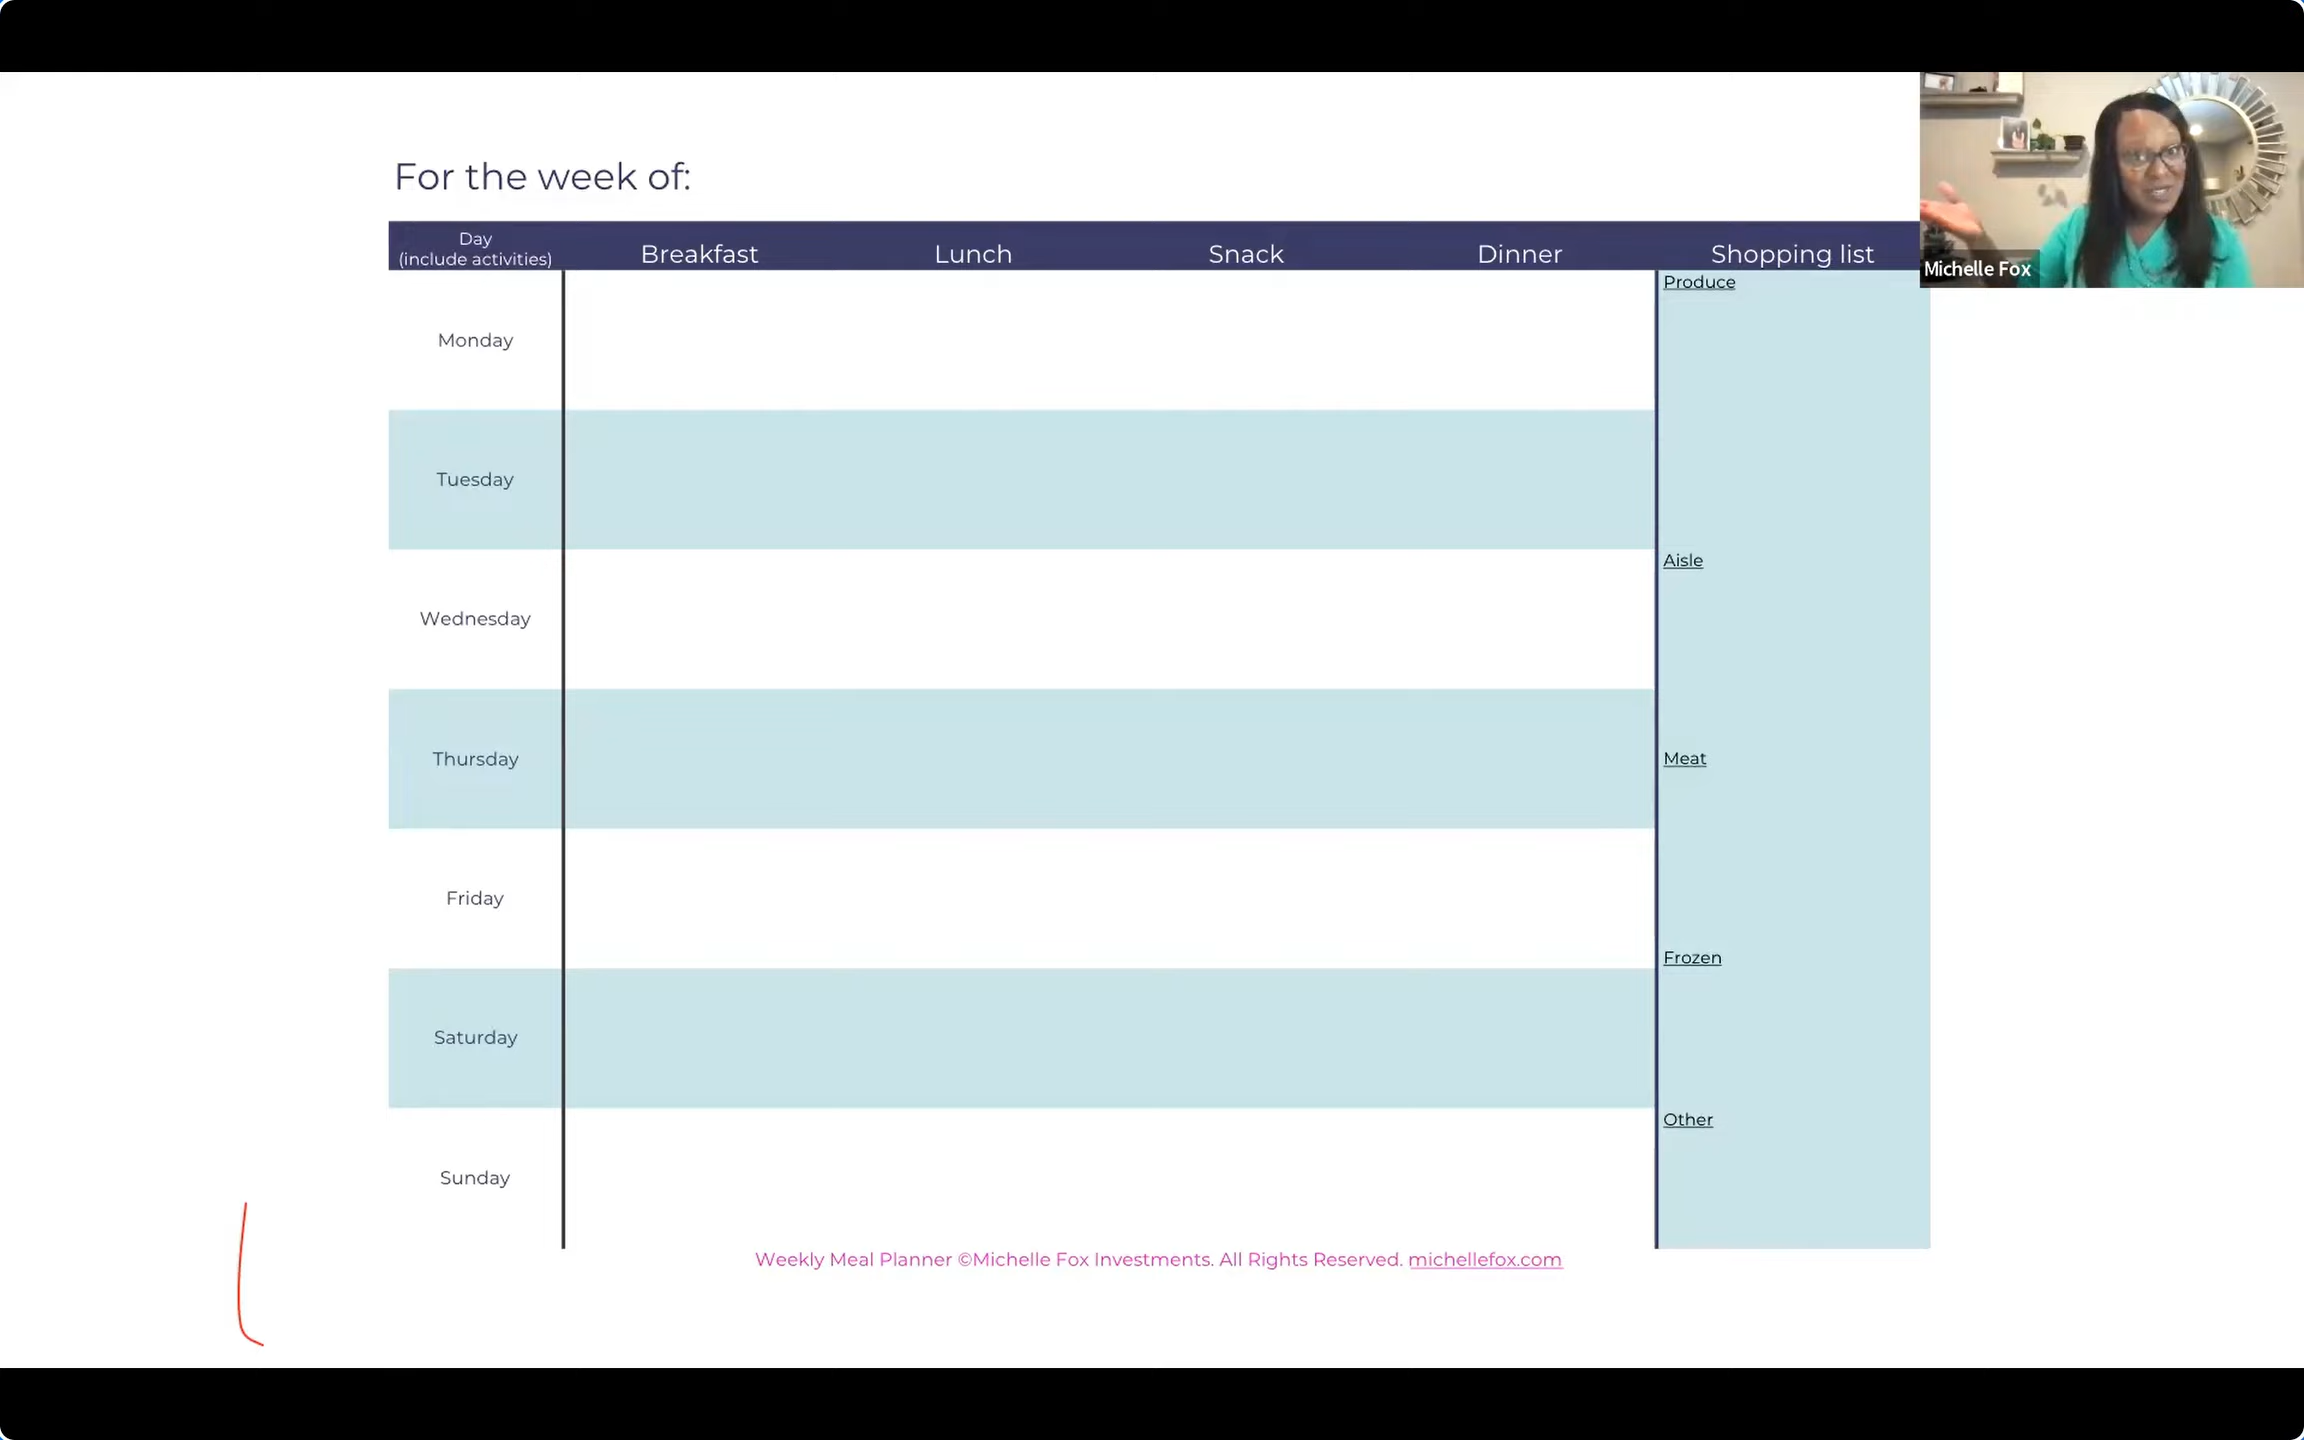 For the week of:
Day
(include activities)
Breakfast
Lunch
Snack
Dinner
Shopping list
Michelle Fox
Produce
Monday
Tuesday
Aisle
Wednesday
Thursday
Meat
Friday
Frozen
Saturday
Other
Sunday
Weekly Meal Planner ©Michelle Fox Investments. All Rights Reserved. michellefox.com